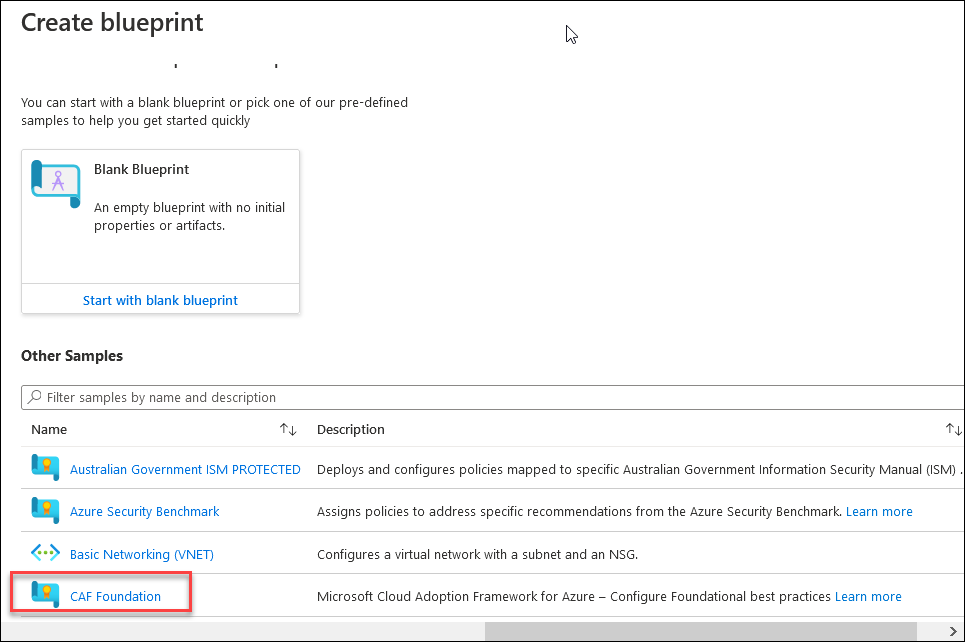 Create blueprint
You can start with a blank blueprint or pick one of our pre-defined
samples to help you get started quickly
Blank Blueprint
An empty blueprint with no initial
properties or artifacts.
Start with blank blueprint
Other Samples
Filter samples by name and description
Name Description
Australian Government ISM PROTECTED Deploys and configures policies mapped to specific Australian Government Information Security Manual (ISM) .
Azure Security Benchmark Assigns policies to address specific recommendations from the Azure Security Benchmark. Learn more
Basic Networking (VNET) Configures a virtual network with a subnet and an NSG.
CAF Foundation Microsoft Cloud Adoption Framework for Azure – Configure Foundational best practices Learn more